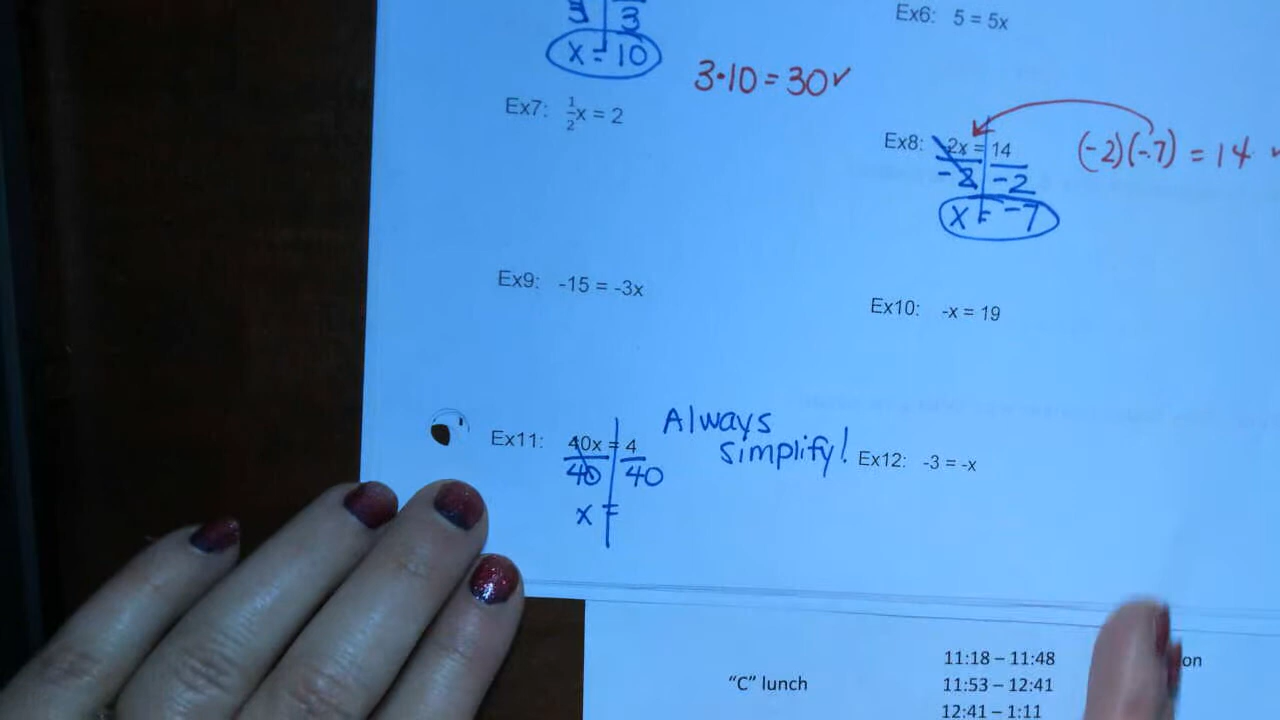 3 3
x = 10
3·10 = 30 ✓
Ex6: 5 = 5x
Ex7: 1/2x = 2
Ex8: -2x = 14
-2 -2
x = -7
(-2)(-7) = 14 ✓
Ex9: -15 = -3x
Ex10: -x = 19
Ex11: 40x = 4
40 40
x =
Always
simplify!
Ex12: -3 = -x
"C" lunch
11:18 – 11:48
11:53 – 12:41
12:41 – 1:11